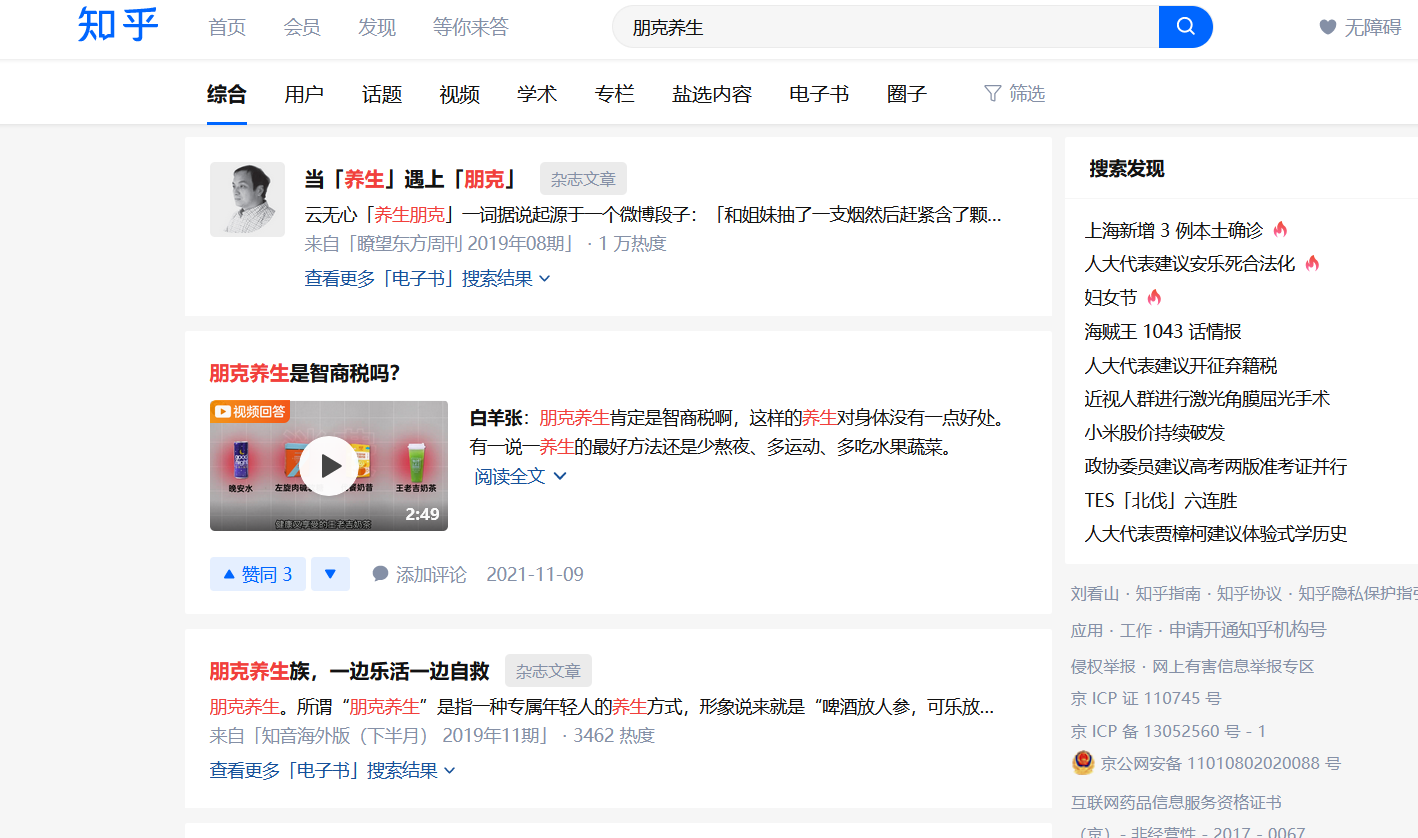 知乎 首页 会员 发现 等你来答 朋克养生 无障碍
综合 用户 话题 视频 学术 专栏 盐选内容 电子书 圈子 筛选
当「养生」遇上「朋克」 杂志文章
云无心「养生朋克」一词据说起源于一个微博段子：「和姐妹抽了一支烟然后赶紧含了颗...
来自「瞭望东方周刊 2019年08期」 · 1 万热度
查看更多「电子书」搜索结果
朋克养生是智商税吗？
视频回答
good night
晚安水
左旋肉碱
奶昔
王老吉奶茶
健康又享受的王老吉奶茶
2:49
白羊张：朋克养生肯定是智商税啊，这样的养生对身体没有一点好处。
有一说一养生的最好方法还是少熬夜、多运动、多吃水果蔬菜。
阅读全文
赞同 3 添加评论 2021-11-09
朋克养生族，一边乐活一边自救 杂志文章
朋克养生。所谓“朋克养生”是指一种专属年轻人的养生方式，形象说来就是“啤酒放人参，可乐放...
来自「知音海外版（下半月） 2019年11期」 · 3462 热度
查看更多「电子书」搜索结果
搜索发现
上海新增 3 例本土确诊
人大代表建议安乐死合法化
妇女节
海贼王 1043 话情报
人大代表建议开征弃籍税
近视人群进行激光角膜屈光手术
小米股价持续破发
政协委员建议高考两版准考证并行
TES「北伐」六连胜
人大代表贾樟柯建议体验式学历史
刘看山 · 知乎指南 · 知乎协议 · 知乎隐私保护指引
应用 · 工作 · 申请开通知乎机构号
侵权举报 · 网上有害信息举报专区
京 ICP 证 110745 号
京 ICP 备 13052560 号 - 1
京公网安备 11010802020088 号
互联网药品信息服务资格证书
（京）- 非经营性 - 2017 - 0067